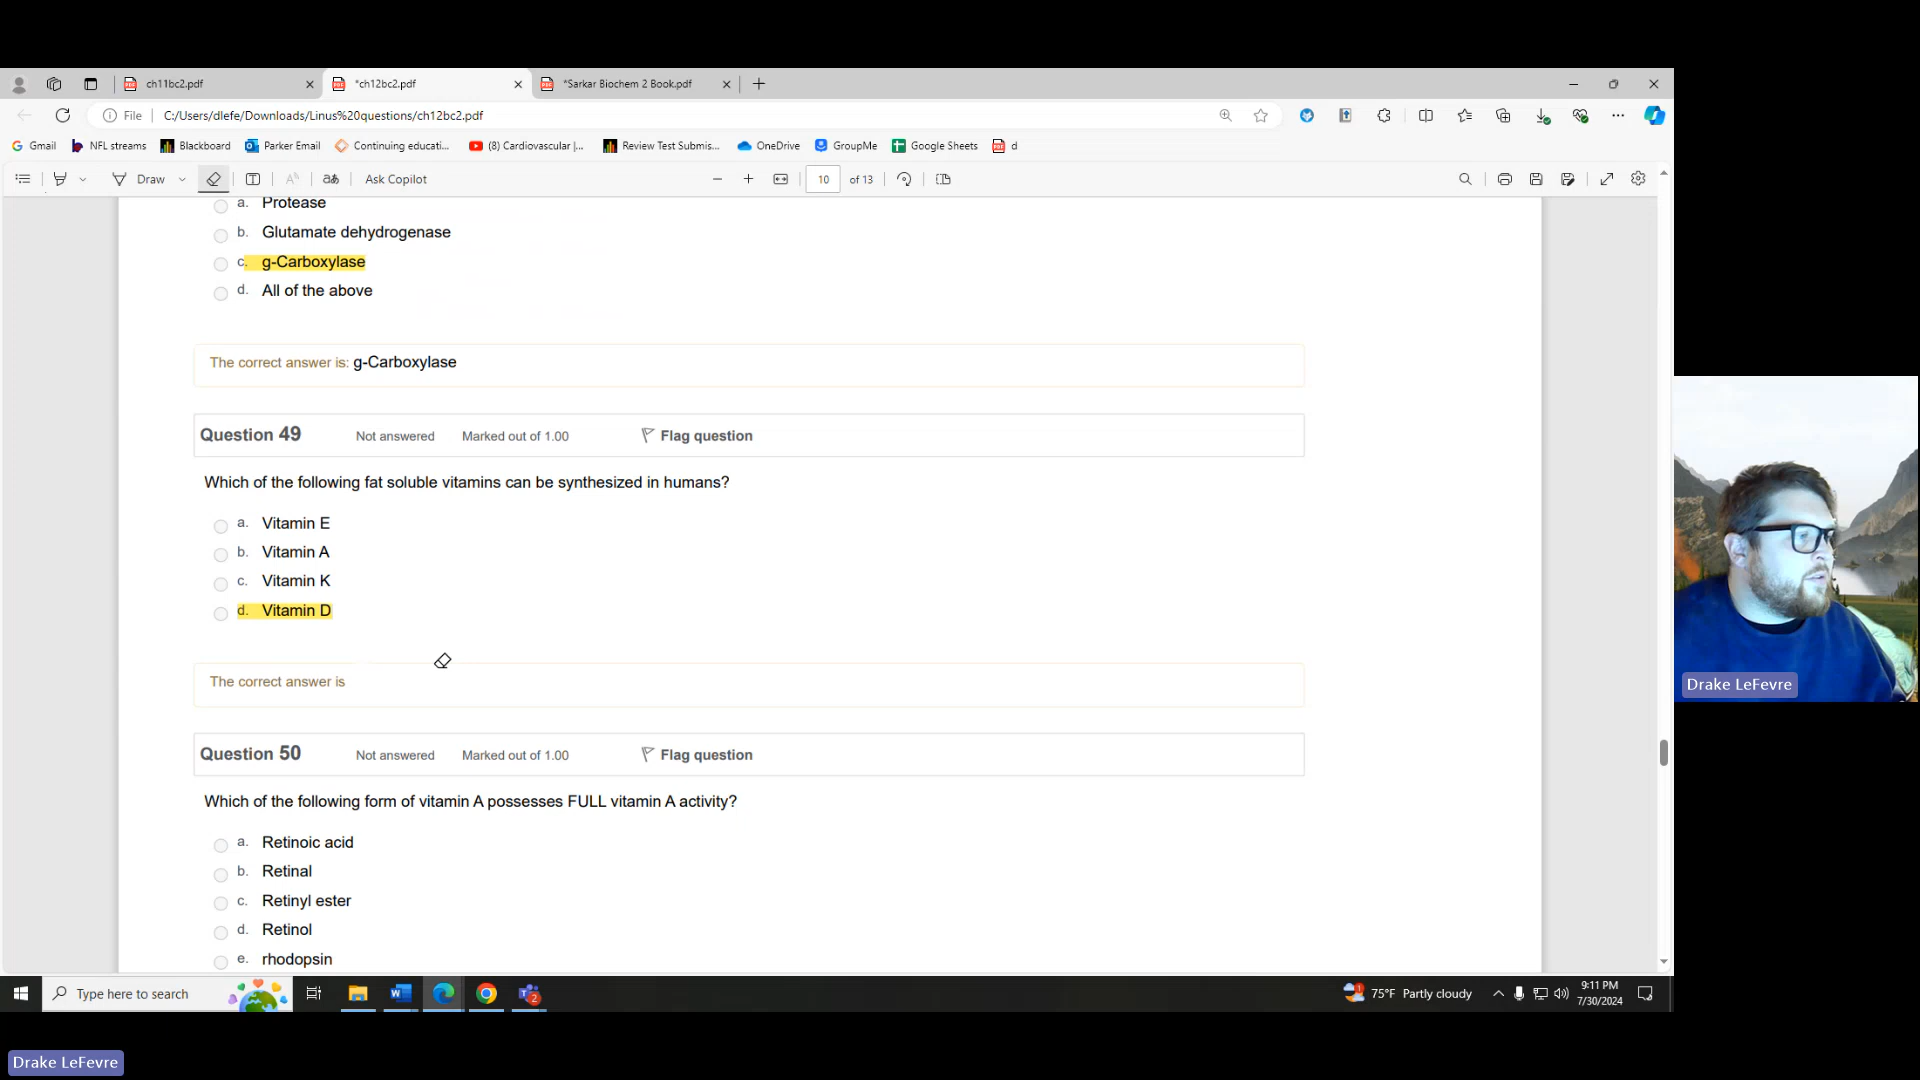 ch11bc2.pdf
*ch12bc2.pdf
*Sarkar Biochem 2 Book.pdf
File
C:/Users/dlefe/Downloads/Linus%20questions/ch12bc2.pdf
Gmail
NFL streams
Blackboard
Parker Email
Continuing educati...
(8) Cardiovascular |...
Review Test Submis...
OneDrive
GroupMe
Google Sheets
d
Draw
Ask Copilot
10 of 13
a. Protease
b. Glutamate dehydrogenase
c. g-Carboxylase
d. All of the above
The correct answer is: g-Carboxylase
Question 49 Not answered Marked out of 1.00 Flag question
Which of the following fat soluble vitamins can be synthesized in humans?
a. Vitamin E
b. Vitamin A
c. Vitamin K
d. Vitamin D
The correct answer is
Question 50 Not answered Marked out of 1.00 Flag question
Which of the following form of vitamin A possesses FULL vitamin A activity?
a. Retinoic acid
b. Retinal
c. Retinyl ester
d. Retinol
e. rhodopsin
Drake LeFevre
Type here to search
75°F Partly cloudy
9:11 PM
7/30/2024
Drake LeFevre